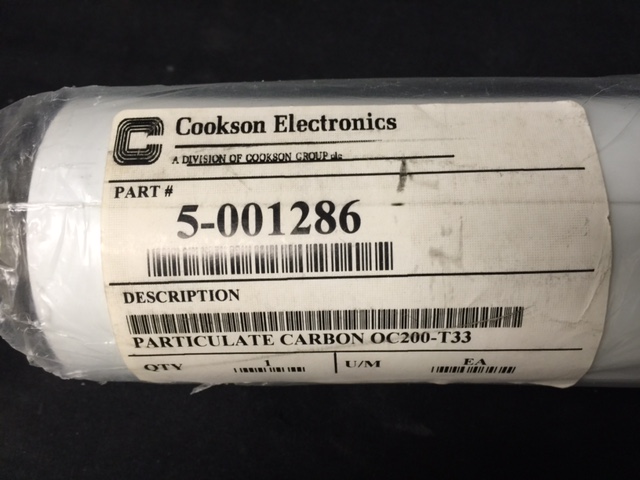 Cookson Electronics
A DIVISION OF COOKSON GROUP plc
PART #
5-001286
DESCRIPTION
PARTICULATE CARBON OC200-T33
QTY 1 U/M EA